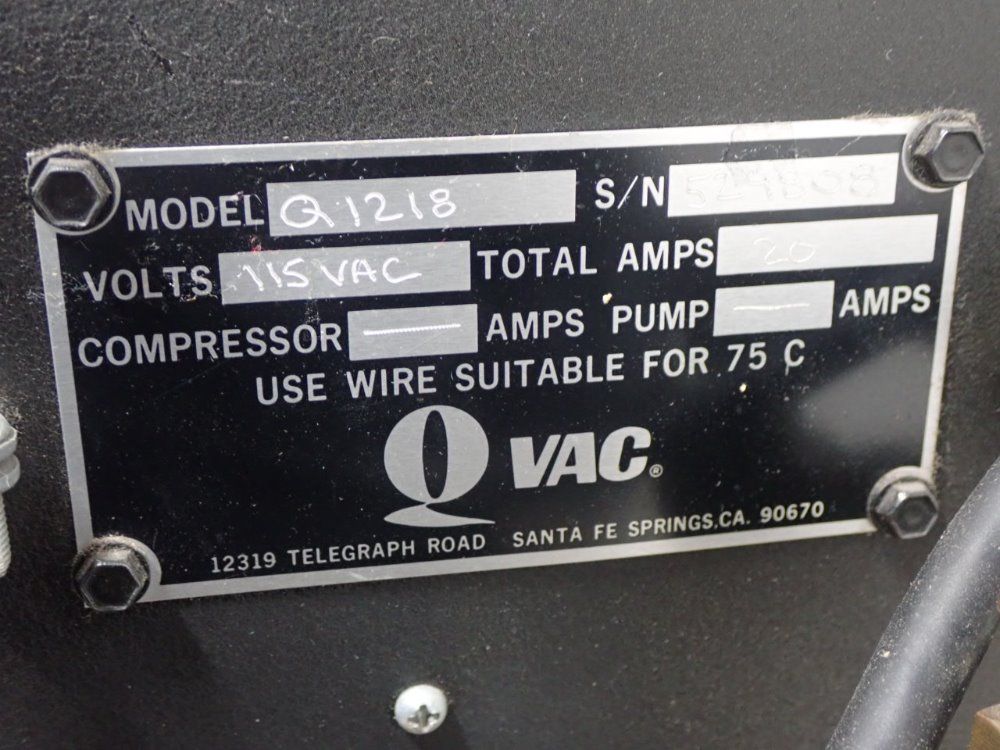 MODEL Q1218 S/N 524808
VOLTS 115 VAC TOTAL AMPS 20
COMPRESSOR — AMPS PUMP — AMPS
USE WIRE SUITABLE FOR 75 C
Q VAC®
12319 TELEGRAPH ROAD SANTA FE SPRINGS, CA. 90670